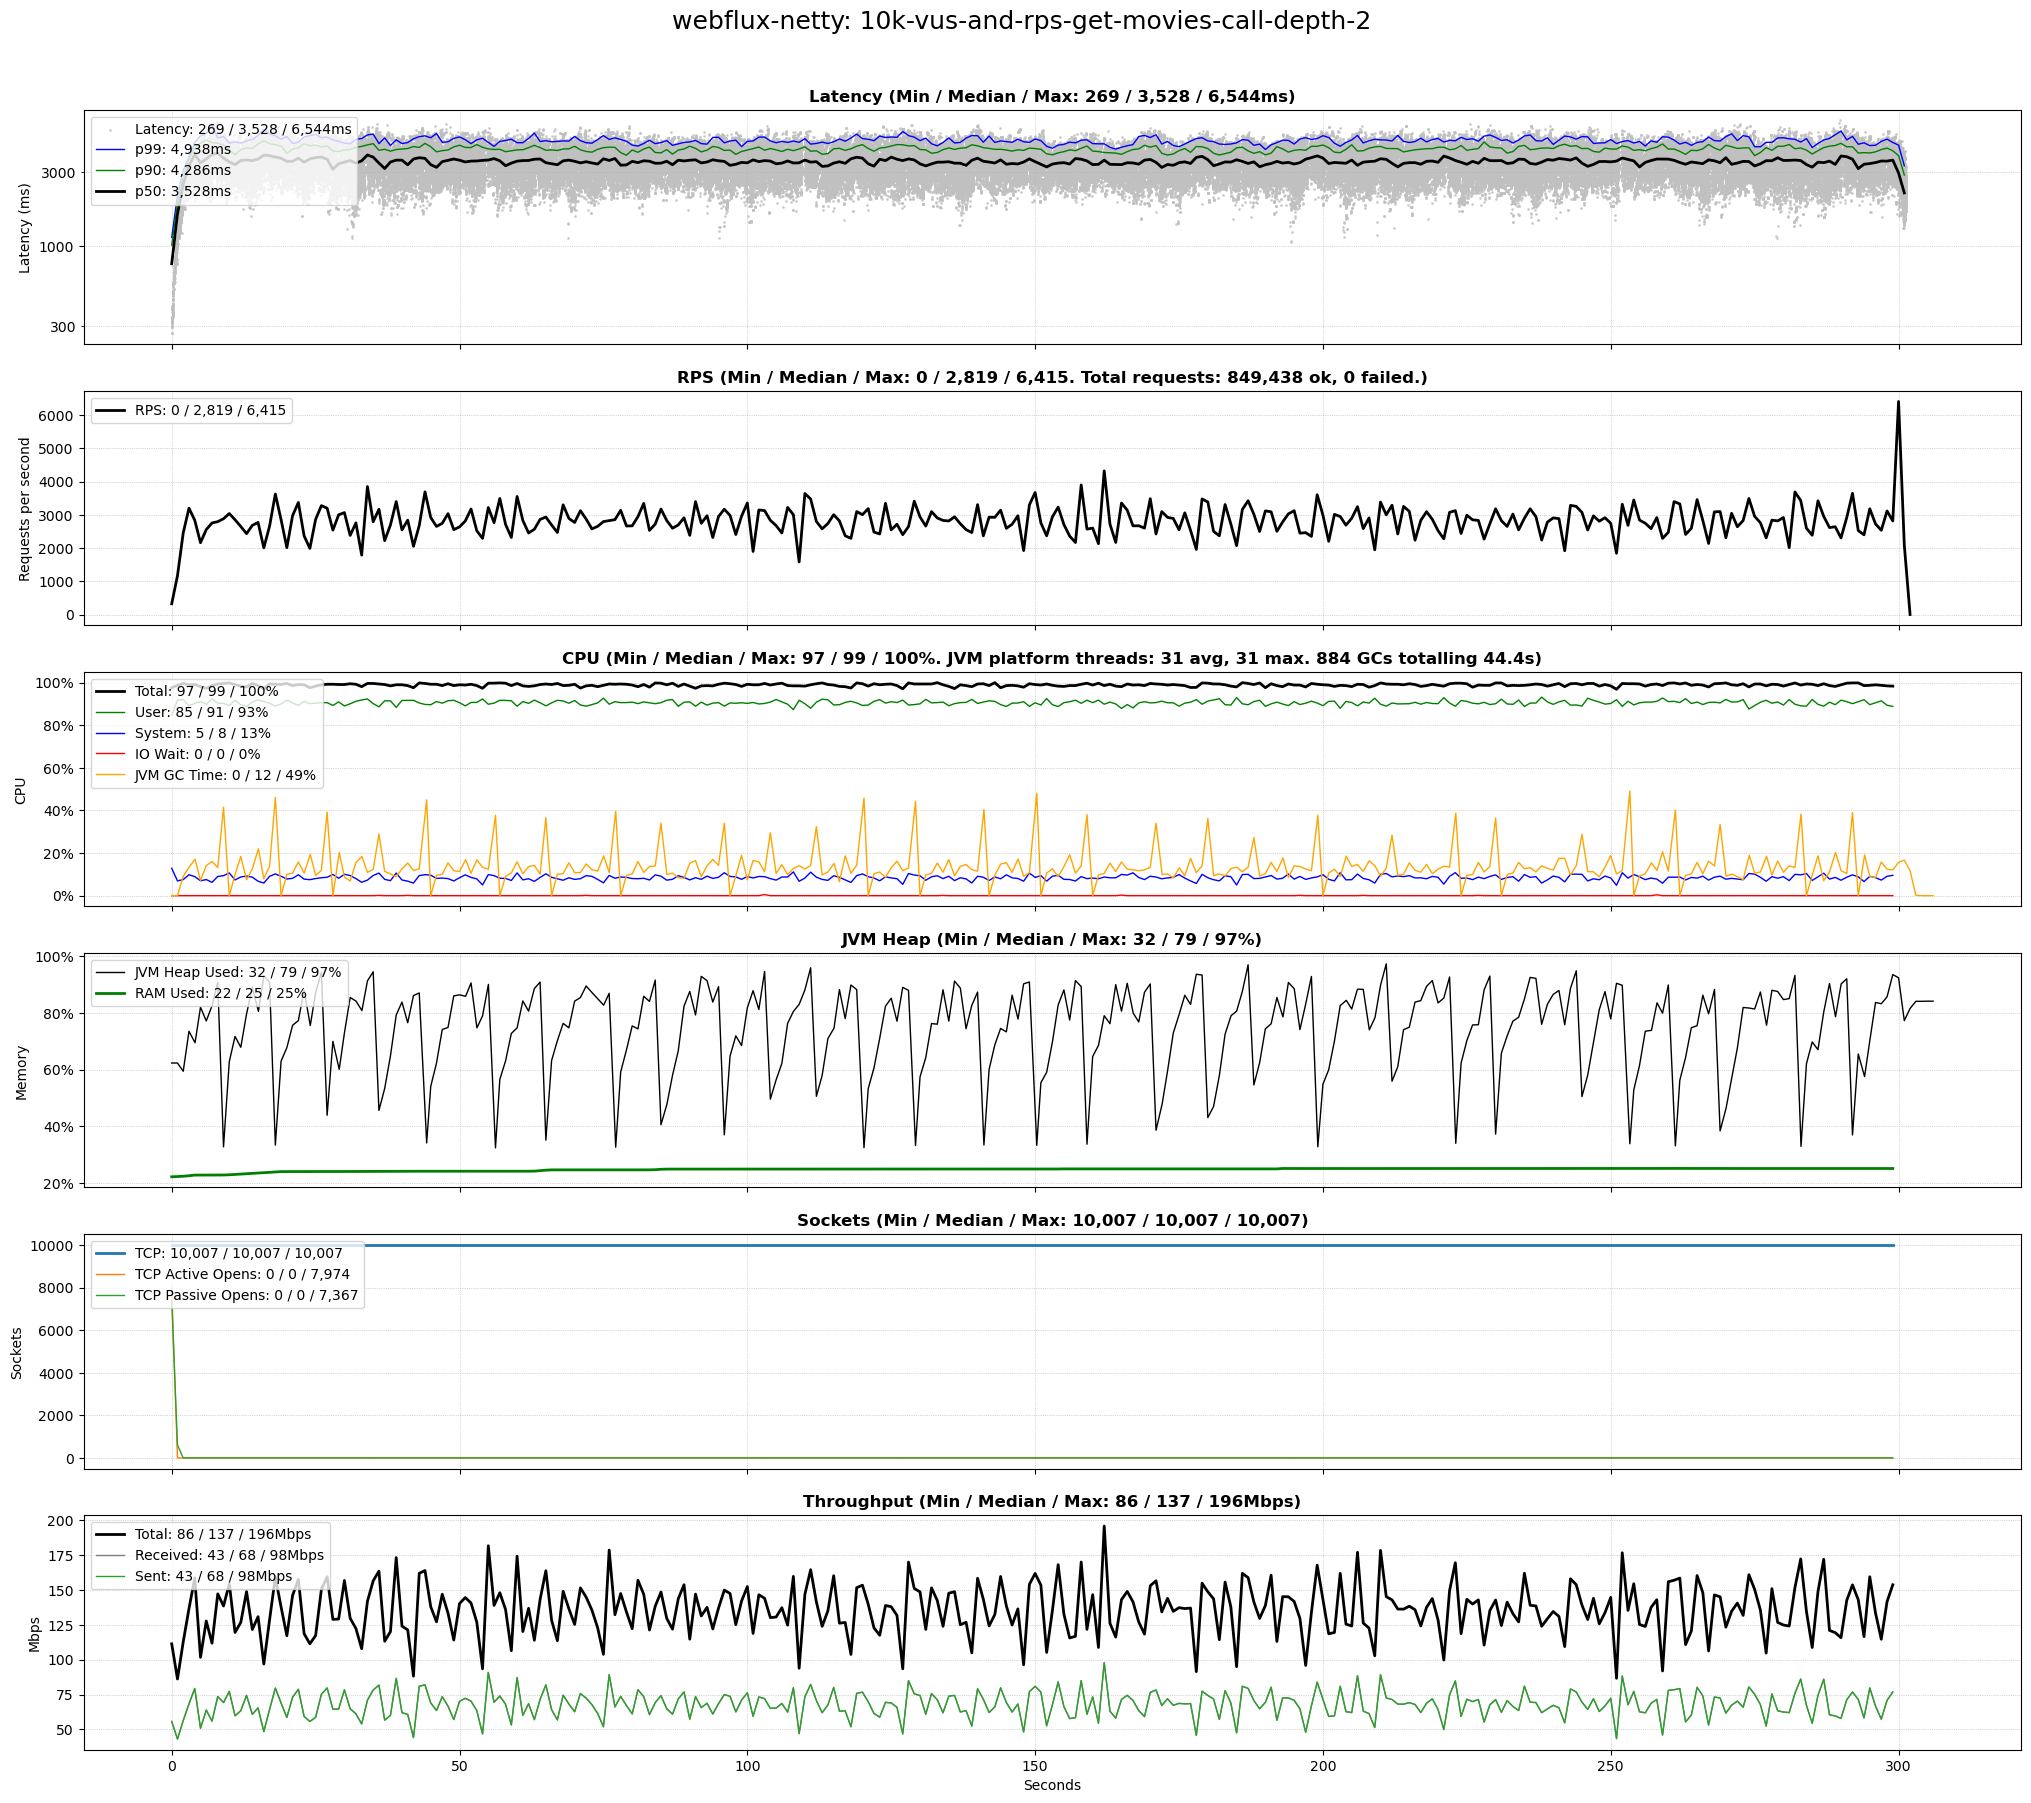 webflux-netty: 10k-vus-and-rps-get-movies-call-depth-2
Latency (Min / Median / Max: 269 / 3,528 / 6,544ms)
Latency: 269 / 3,528 / 6,544ms
p99: 4,938ms
p90: 4,286ms
p50: 3,528ms
3000
1000
300
Latency (ms)
RPS (Min / Median / Max: 0 / 2,819 / 6,415. Total requests: 849,438 ok, 0 failed.)
RPS: 0 / 2,819 / 6,415
6000
5000
4000
3000
2000
1000
0
Requests per second
CPU (Min / Median / Max: 97 / 99 / 100%. JVM platform threads: 31 avg, 31 max. 884 GCs totalling 44.4s)
Total: 97 / 99 / 100%
User: 85 / 91 / 93%
System: 5 / 8 / 13%
IO Wait: 0 / 0 / 0%
JVM GC Time: 0 / 12 / 49%
100%
80%
60%
40%
20%
0%
CPU
JVM Heap (Min / Median / Max: 32 / 79 / 97%)
JVM Heap Used: 32 / 79 / 97%
RAM Used: 22 / 25 / 25%
100%
80%
60%
40%
20%
Memory
Sockets (Min / Median / Max: 10,007 / 10,007 / 10,007)
TCP: 10,007 / 10,007 / 10,007
TCP Active Opens: 0 / 0 / 7,974
TCP Passive Opens: 0 / 0 / 7,367
10000
8000
6000
4000
2000
0
Sockets
Throughput (Min / Median / Max: 86 / 137 / 196Mbps)
Total: 86 / 137 / 196Mbps
Received: 43 / 68 / 98Mbps
Sent: 43 / 68 / 98Mbps
200
175
150
125
100
75
50
Mbps
0 50 100 150 200 250 300
Seconds